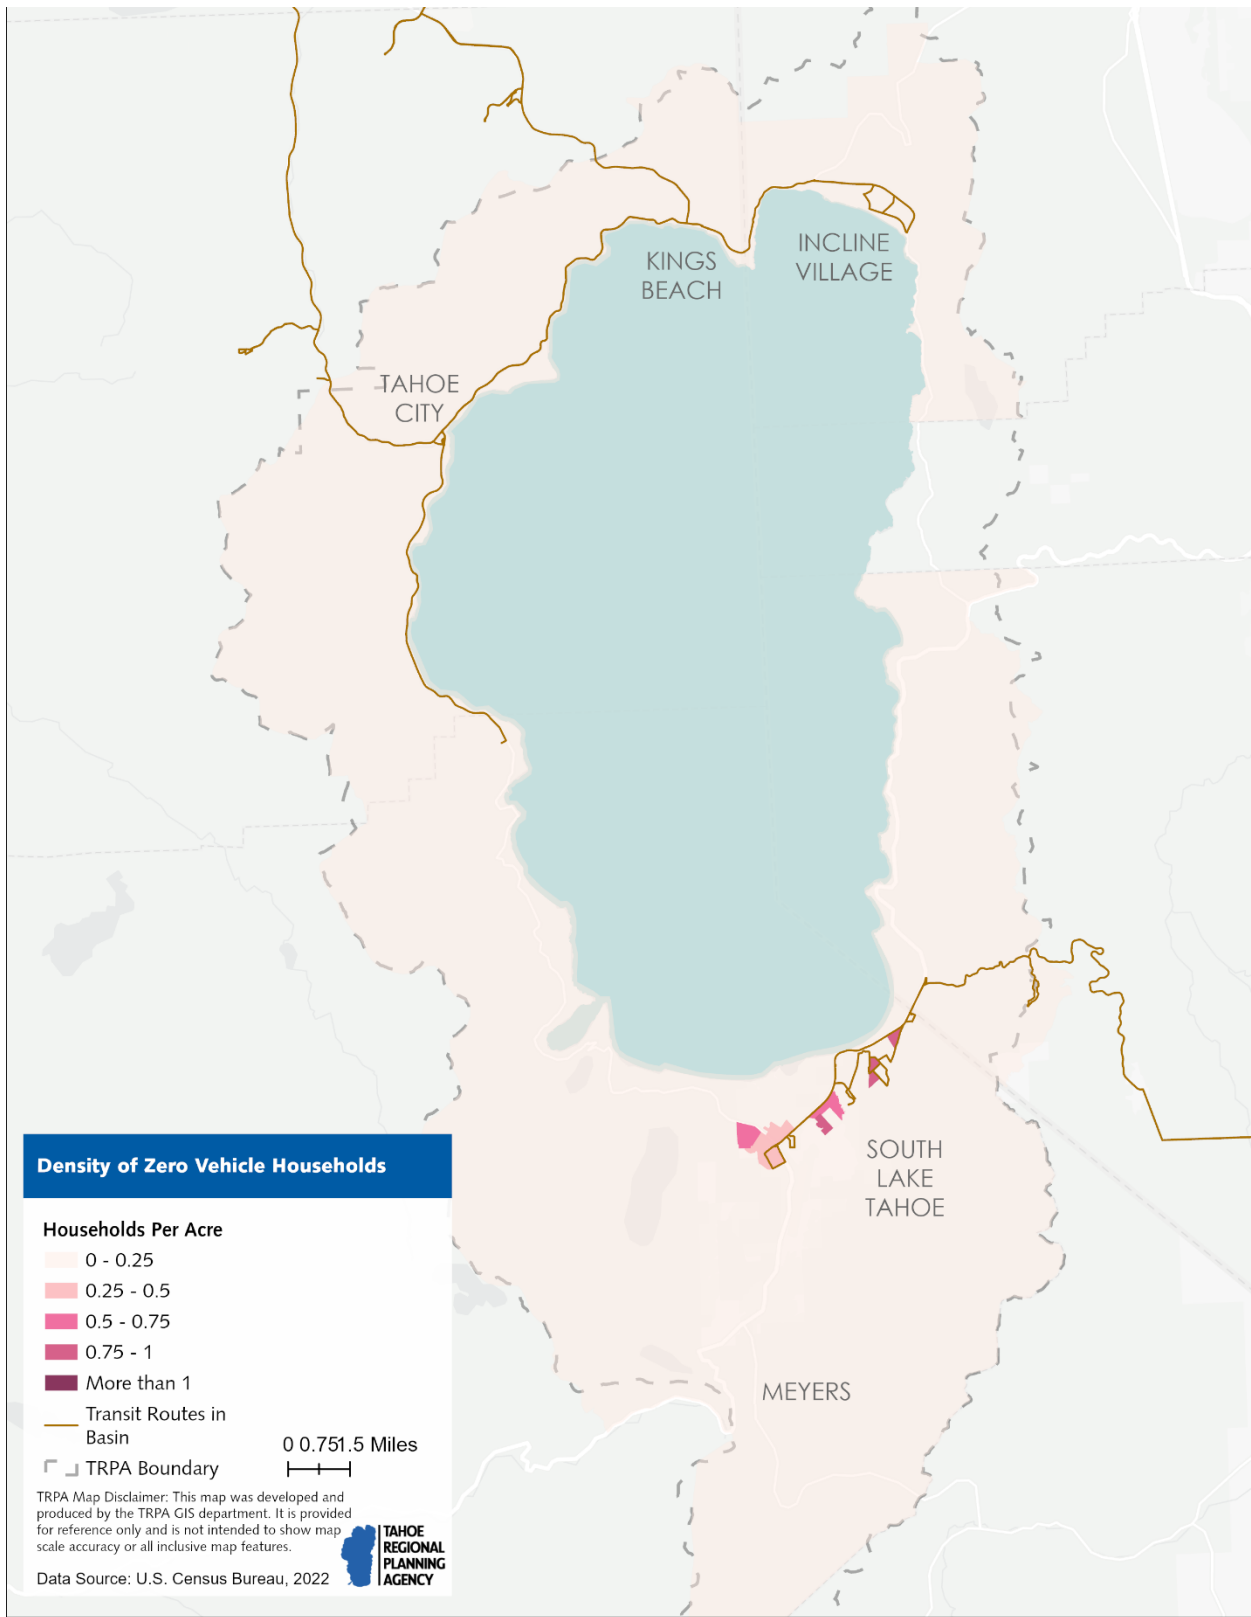 KINGS
BEACH
INCLINE
VILLAGE
TAHOE
CITY
SOUTH
LAKE
TAHOE
MEYERS
Density of Zero Vehicle Households
Households Per Acre
0 - 0.25
0.25 - 0.5
0.5 - 0.75
0.75 - 1
More than 1
Transit Routes in
Basin
0 0.751.5 Miles
TRPA Boundary
TRPA Map Disclaimer: This map was developed and
produced by the TRPA GIS department. It is provided
for reference only and is not intended to show map
scale accuracy or all inclusive map features.
Data Source: U.S. Census Bureau, 2022
TAHOE
REGIONAL
PLANNING
AGENCY